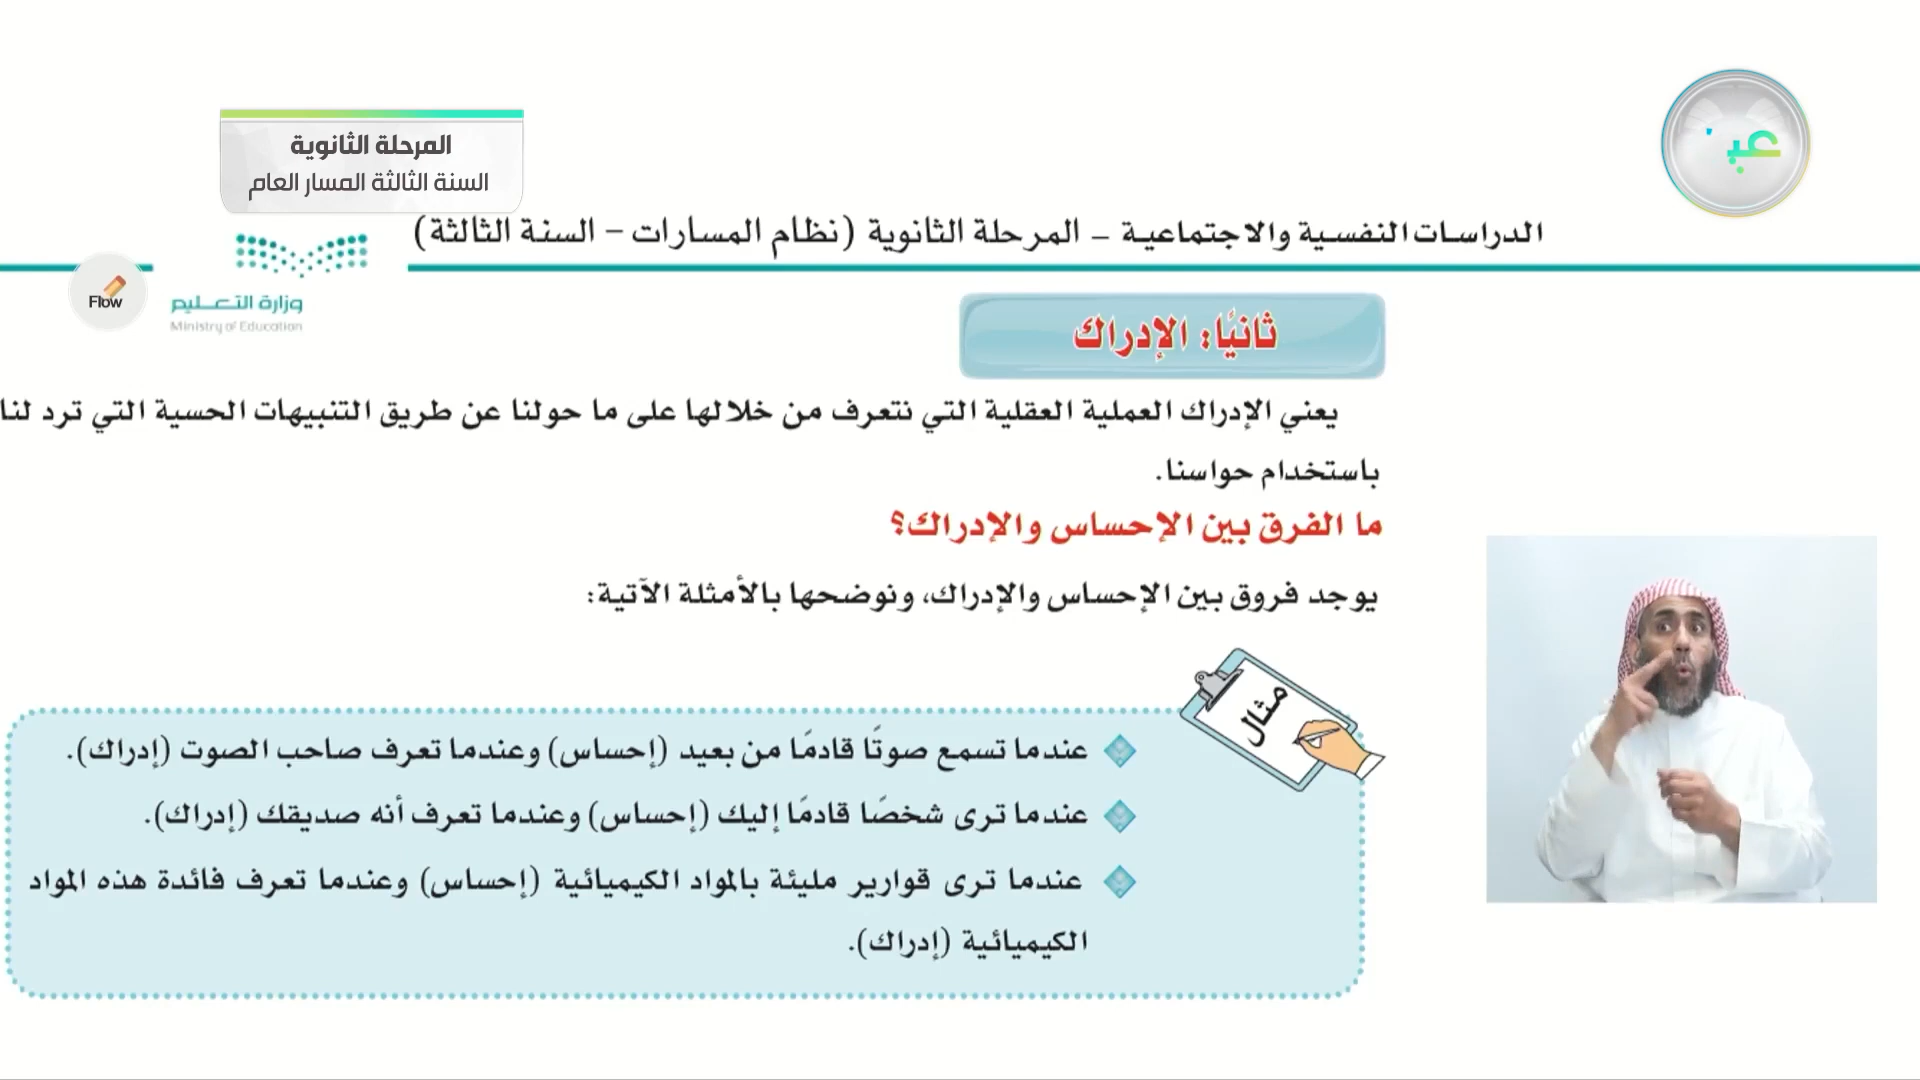 المرحلة الثانوية
السنة الثالثة المسار العام
الدراسات النفسية والاجتماعية – المرحلة الثانوية (نظام المسارات – السنة الثالثة)
Flow
وزارة التعليم
Ministry of Education
ثانيًا: الإدراك
يعني الإدراك العملية العقلية التي نتعرف من خلالها على ما حولنا عن طريق التنبيهات الحسية التي ترد لنا
باستخدام حواسنا.
ما الفرق بين الإحساس والإدراك؟
يوجد فروق بين الإحساس والإدراك، ونوضحها بالأمثلة الآتية:
مثال
عندما تسمع صوتًا قادمًا من بعيد (إحساس) وعندما تعرف صاحب الصوت (إدراك).
عندما ترى شخصًا قادمًا إليك (إحساس) وعندما تعرف أنه صديقك (إدراك).
عندما ترى قوارير مليئة بالمواد الكيميائية (إحساس) وعندما تعرف فائدة هذه المواد
الكيميائية (إدراك).